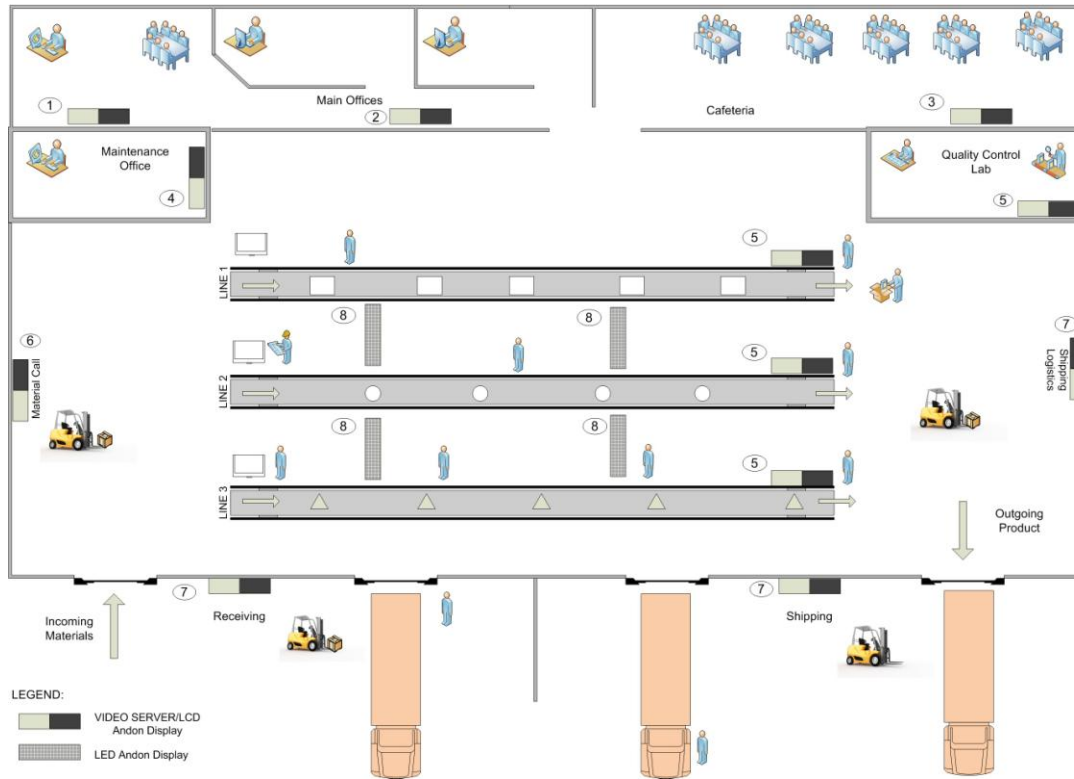 1
Main Offices
2
Cafeteria
3
Maintenance
Office
4
Quality Control
Lab
5
LINE 1
5
8
8
6
Material Call
LINE 2
5
7
Shipping
Logistics
8
8
LINE 3
5
Outgoing
Product
7
Receiving
7
Shipping
Incoming
Materials
LEGEND:
VIDEO SERVER/LCD
Andon Display
LED Andon Display